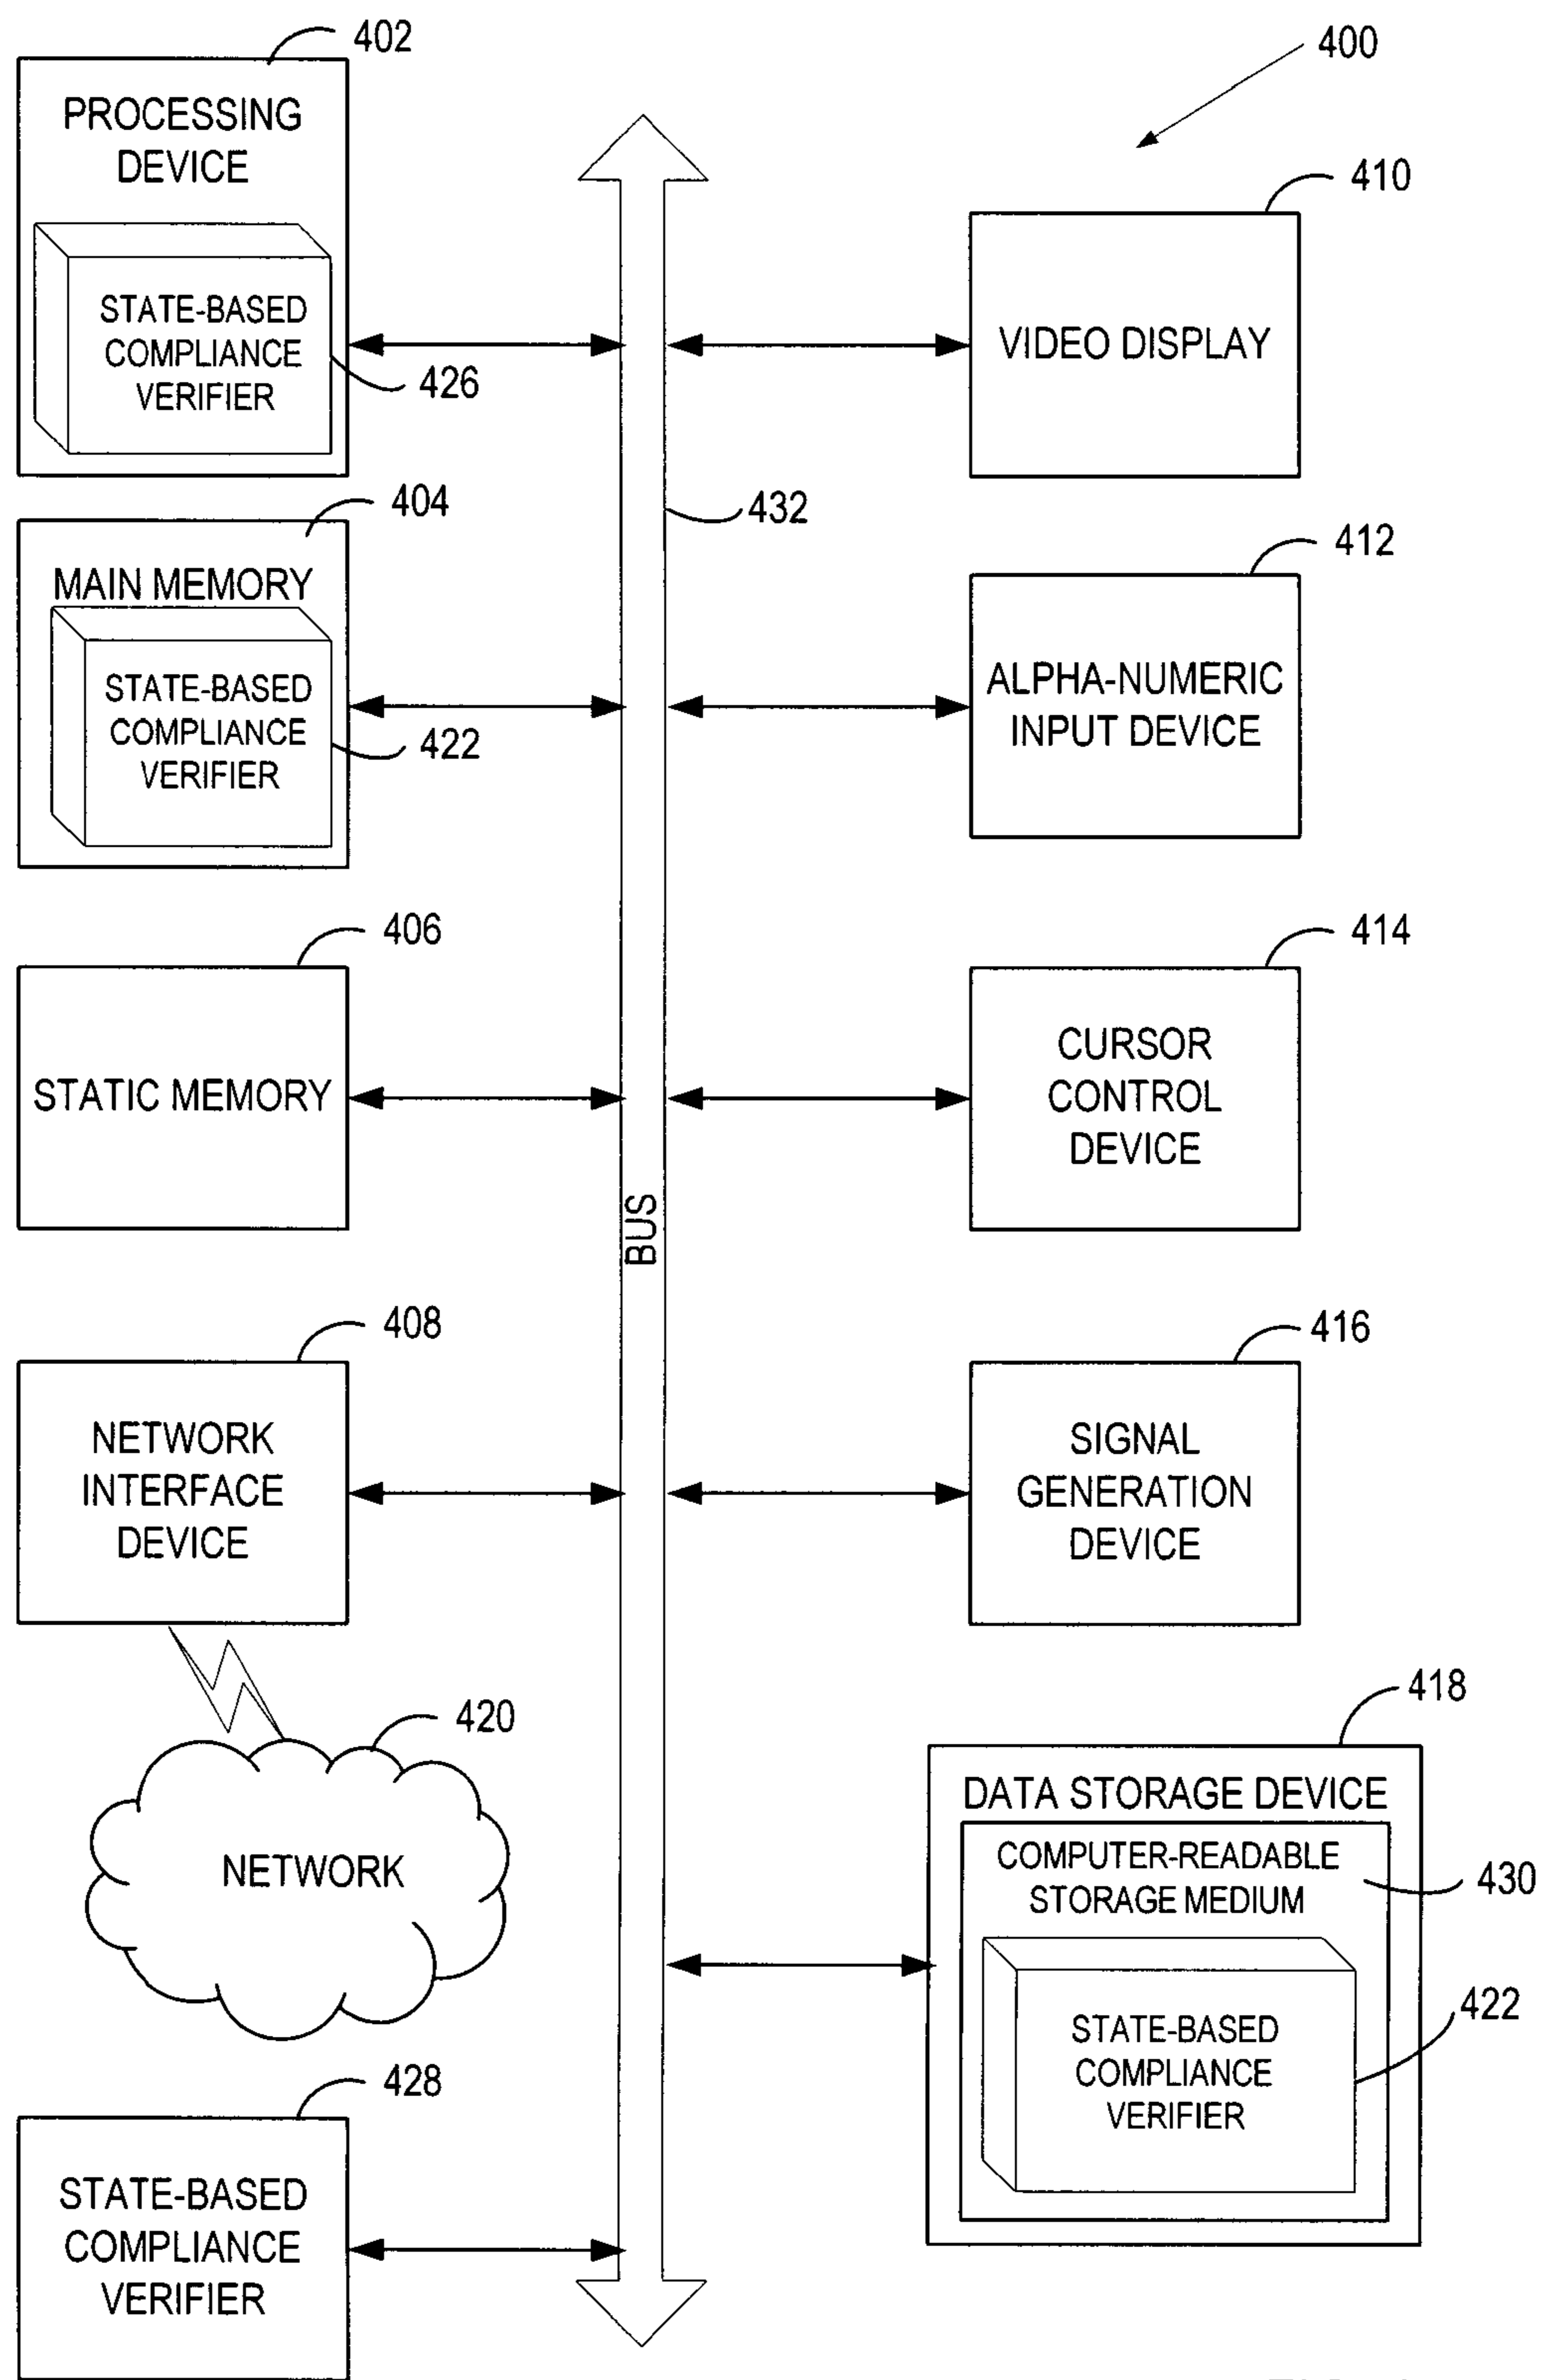 402
PROCESSING
DEVICE
STATE-BASED
COMPLIANCE
VERIFIER
426
404
MAIN MEMORY
STATE-BASED
COMPLIANCE
VERIFIER
422
406
STATIC MEMORY
408
NETWORK
INTERFACE
DEVICE
420
NETWORK
428
STATE-BASED
COMPLIANCE
VERIFIER
432
BUS
400
410
VIDEO DISPLAY
412
ALPHA-NUMERIC
INPUT DEVICE
414
CURSOR
CONTROL
DEVICE
416
SIGNAL
GENERATION
DEVICE
418
DATA STORAGE DEVICE
COMPUTER-READABLE
STORAGE MEDIUM
430
STATE-BASED
COMPLIANCE
VERIFIER
422